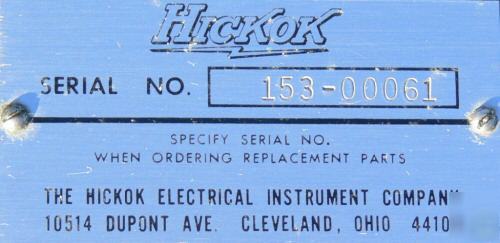 HICKOK
SERIAL NO. 153-00061
SPECIFY SERIAL NO.
WHEN ORDERING REPLACEMENT PARTS
THE HICKOK ELECTRICAL INSTRUMENT COMPANY
10514 DUPONT AVE. CLEVELAND, OHIO 4410